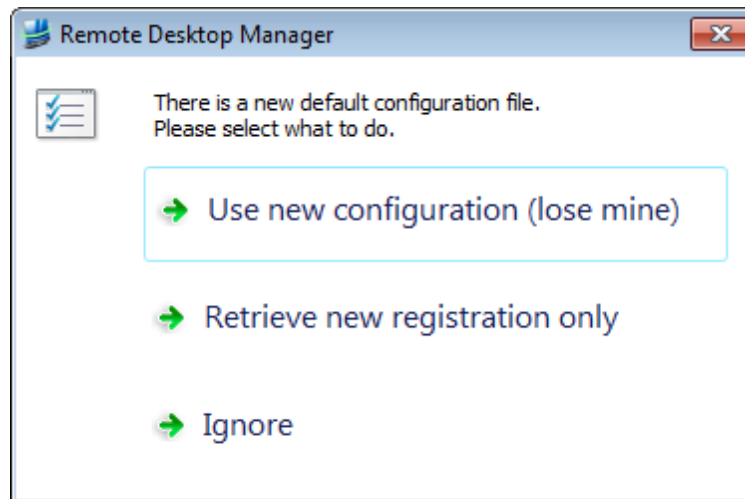 Remote Desktop Manager
There is a new default configuration file.
Please select what to do.
Use new configuration (lose mine)
Retrieve new registration only
Ignore